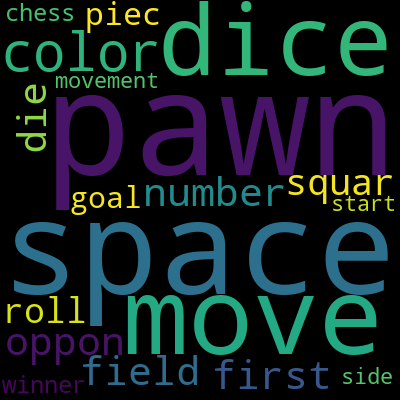 chess piec dice
color
movement
die pawn
goal number squar
start
space
roll move
oppon
winner field first side